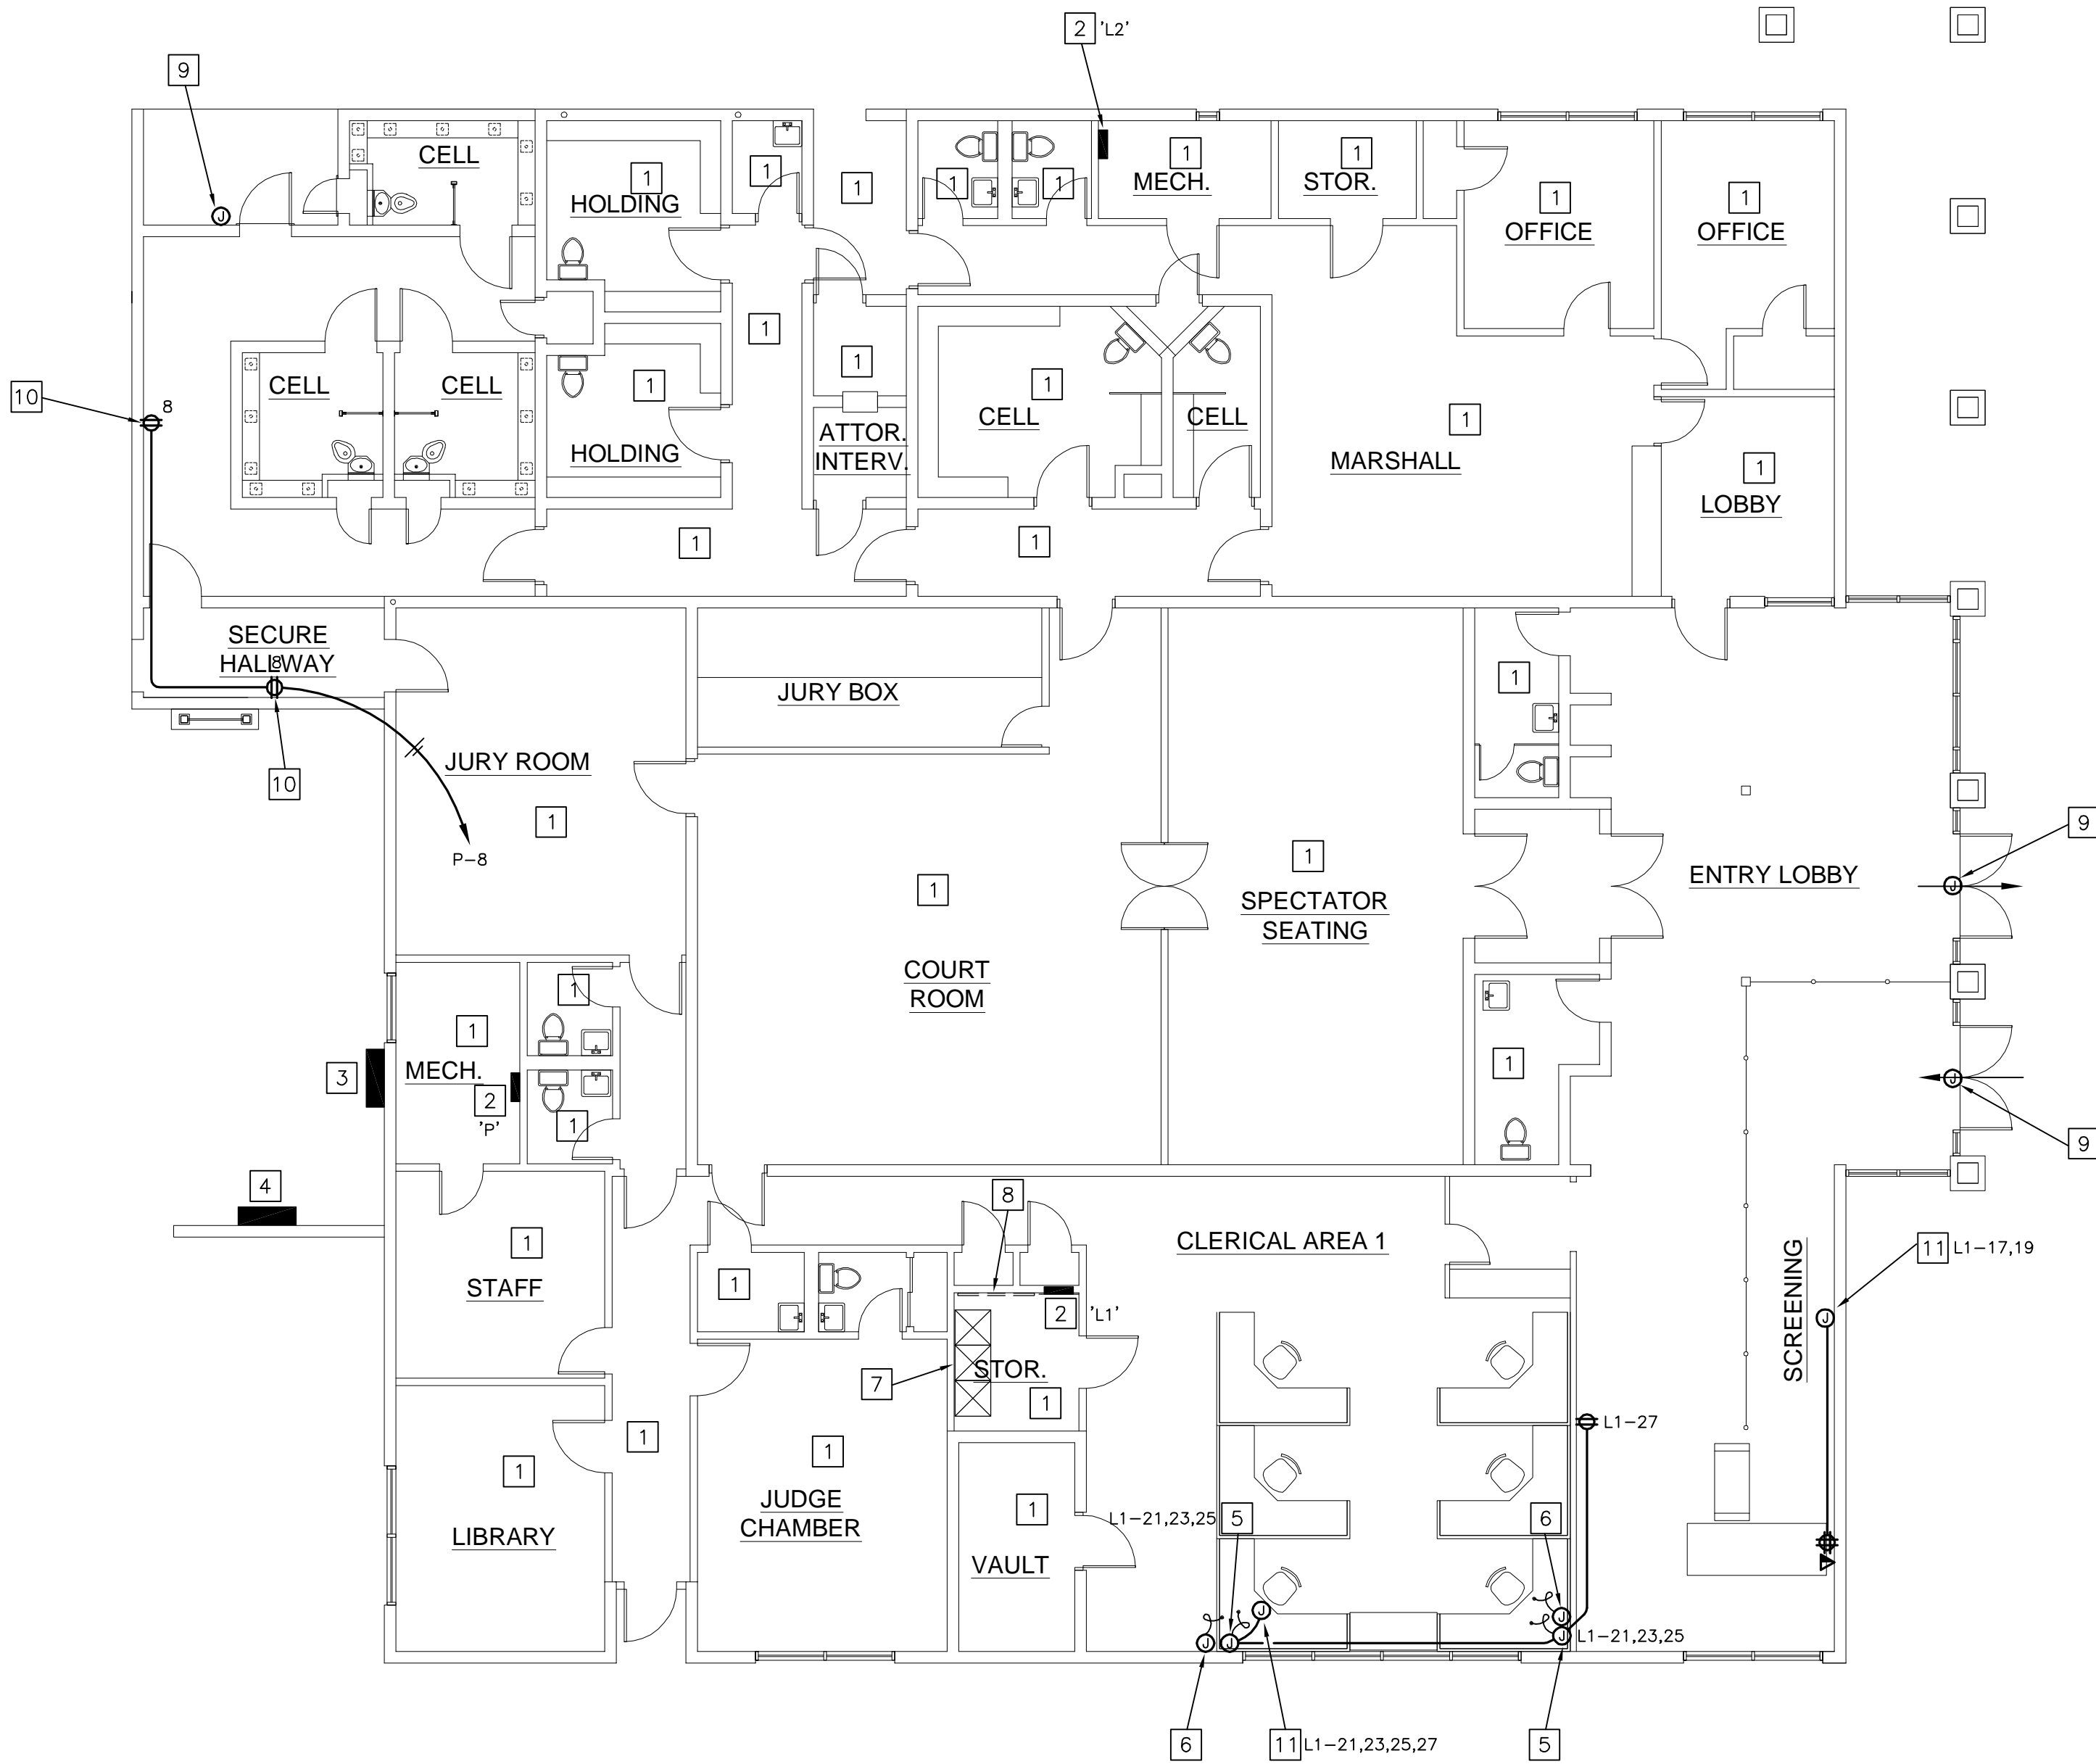 2 'L2'
9
CELL
1
HOLDING
1
1
1
1
1
MECH.
1
STOR.
1
OFFICE
1
OFFICE
J
10
8
CELL
CELL
1
HOLDING
1
1
ATTOR.
INTERV.
1
CELL
CELL
1
MARSHALL
1
LOBBY
1
1
SECURE
HALLWAY
8
10
JURY BOX
1
JURY ROOM
1
P-8
1
COURT
ROOM
1
SPECTATOR
SEATING
ENTRY LOBBY
9
J
1
MECH.
3
2
'P'
1
1
1
J
9
4
1
STAFF
1
8
CLERICAL AREA 1
2 'L1'
STOR.
7
1
SCREENING
11 L1-17,19
J
L1-27
1
LIBRARY
1
1
JUDGE
CHAMBER
1
VAULT
L1-21,23,25
5
6
J
J
J
J
J
L1-21,23,25
6
11 L1-21,23,25,27
5